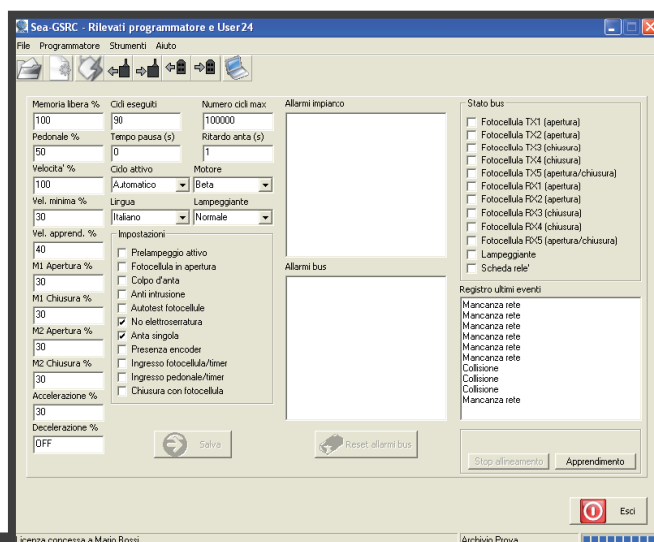 Sea-GSRC - Rilevati programmatore e User24
File Programmatore Strumenti Aiuto
Memoria libera % Cicli eseguiti Numero cicli max
100 90 100000
Pedonale % Tempo pausa (s) Ritardo anta (s)
50 0 1
Velocita' % Ciclo attivo Motore
100 Automatico Beta
Vel. minima % Lingua Lampeggiante
30 Italiano Normale
Vel. apprend. %
40
M1 Apertura %
30
M1 Chiusura %
30
M2 Apertura %
30
M2 Chiusura %
30
Accelerazione %
30
Decelerazione %
OFF
Impostazioni
Prelampeggio attivo
Fotocellula in apertura
Colpo d'anta
Anti intrusione
Autotest fotocellule
No elettroserratura
Anta singola
Presenza encoder
Ingresso fotocellula/timer
Ingresso pedonale/timer
Chiusura con fotocellula
Salva
Allarmi impianto
Allarmi bus
Reset allarmi bus
Stato bus
Fotocellula TX1 (apertura)
Fotocellula TX2 (apertura)
Fotocellula TX3 (chiusura)
Fotocellula TX4 (chiusura)
Fotocellula TX5 (apertura/chiusura)
Fotocellula RX1 (apertura)
Fotocellula RX2 (apertura)
Fotocellula RX3 (chiusura)
Fotocellula RX4 (chiusura)
Fotocellula RX5 (apertura/chiusura)
Lampeggiante
Scheda rele'
Registro ultimi eventi
Mancanza rete
Mancanza rete
Mancanza rete
Mancanza rete
Mancanza rete
Mancanza rete
Collisione
Collisione
Collisione
Mancanza rete
Stop allineamento Apprendimento
Esci
Licenza concessa a Mario Rossi Archivio Prova